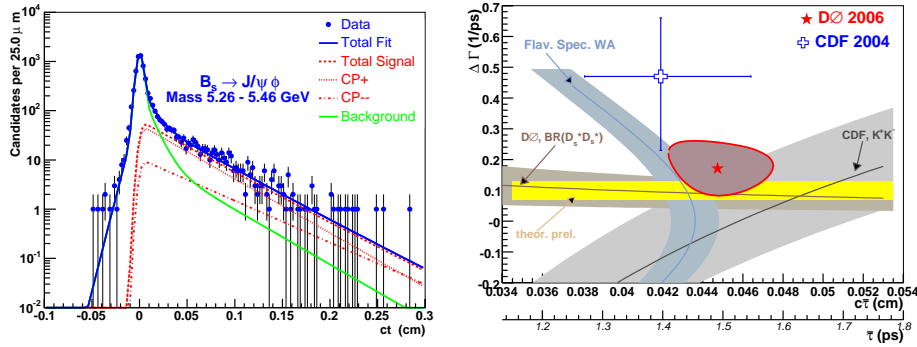 Candidates per 25.0 μ m
10³
10²
10
1
10⁻¹
10⁻²
-0.1
-0.05
0
0.05
0.1
0.15
0.2
0.25
0.3
ct (cm)
Data
Total Fit
Total Signal
CP+
CP--
Background
B_s → J/ψ φ
Mass 5.26 - 5.46 GeV
Δ Γ (1/ps)
0.7
0.6
0.5
0.4
0.3
0.2
0.1
-0
-0.1
-0.2
0.034
0.036
0.038
0.04
0.042
0.044
0.046
0.048
0.05
0.052
0.054
cτ̄ (cm)
1.2
1.3
1.4
1.5
1.6
1.7
1.8
τ̄ (ps)
DØ 2006
CDF 2004
Flav. Spec. WA
DØ, BR(D_s*D_s*)
CDF, K⁺K⁻
theor. prel.